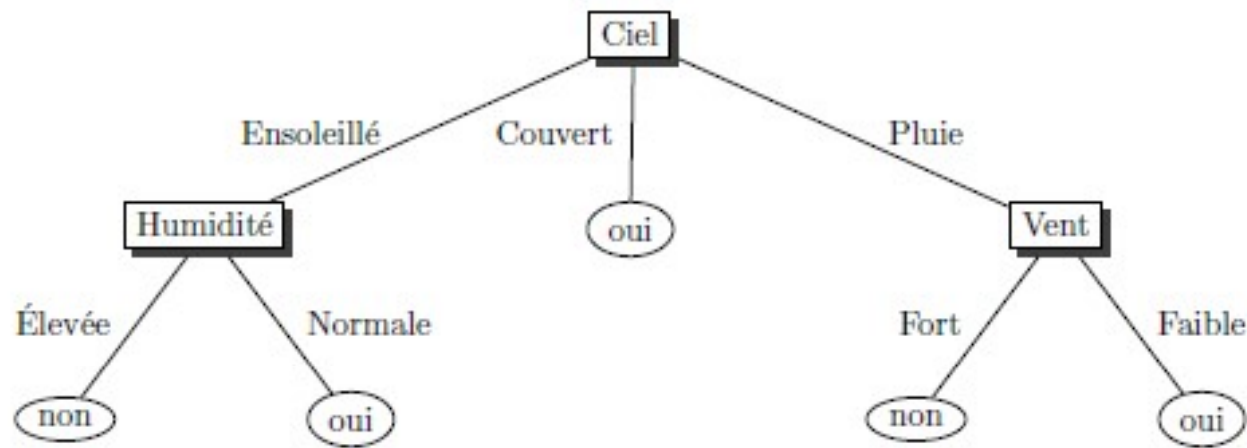 Ciel
Ensoleillé Couvert Pluie
Humidité oui Vent
Élevée Normale Fort Faible
non oui non oui